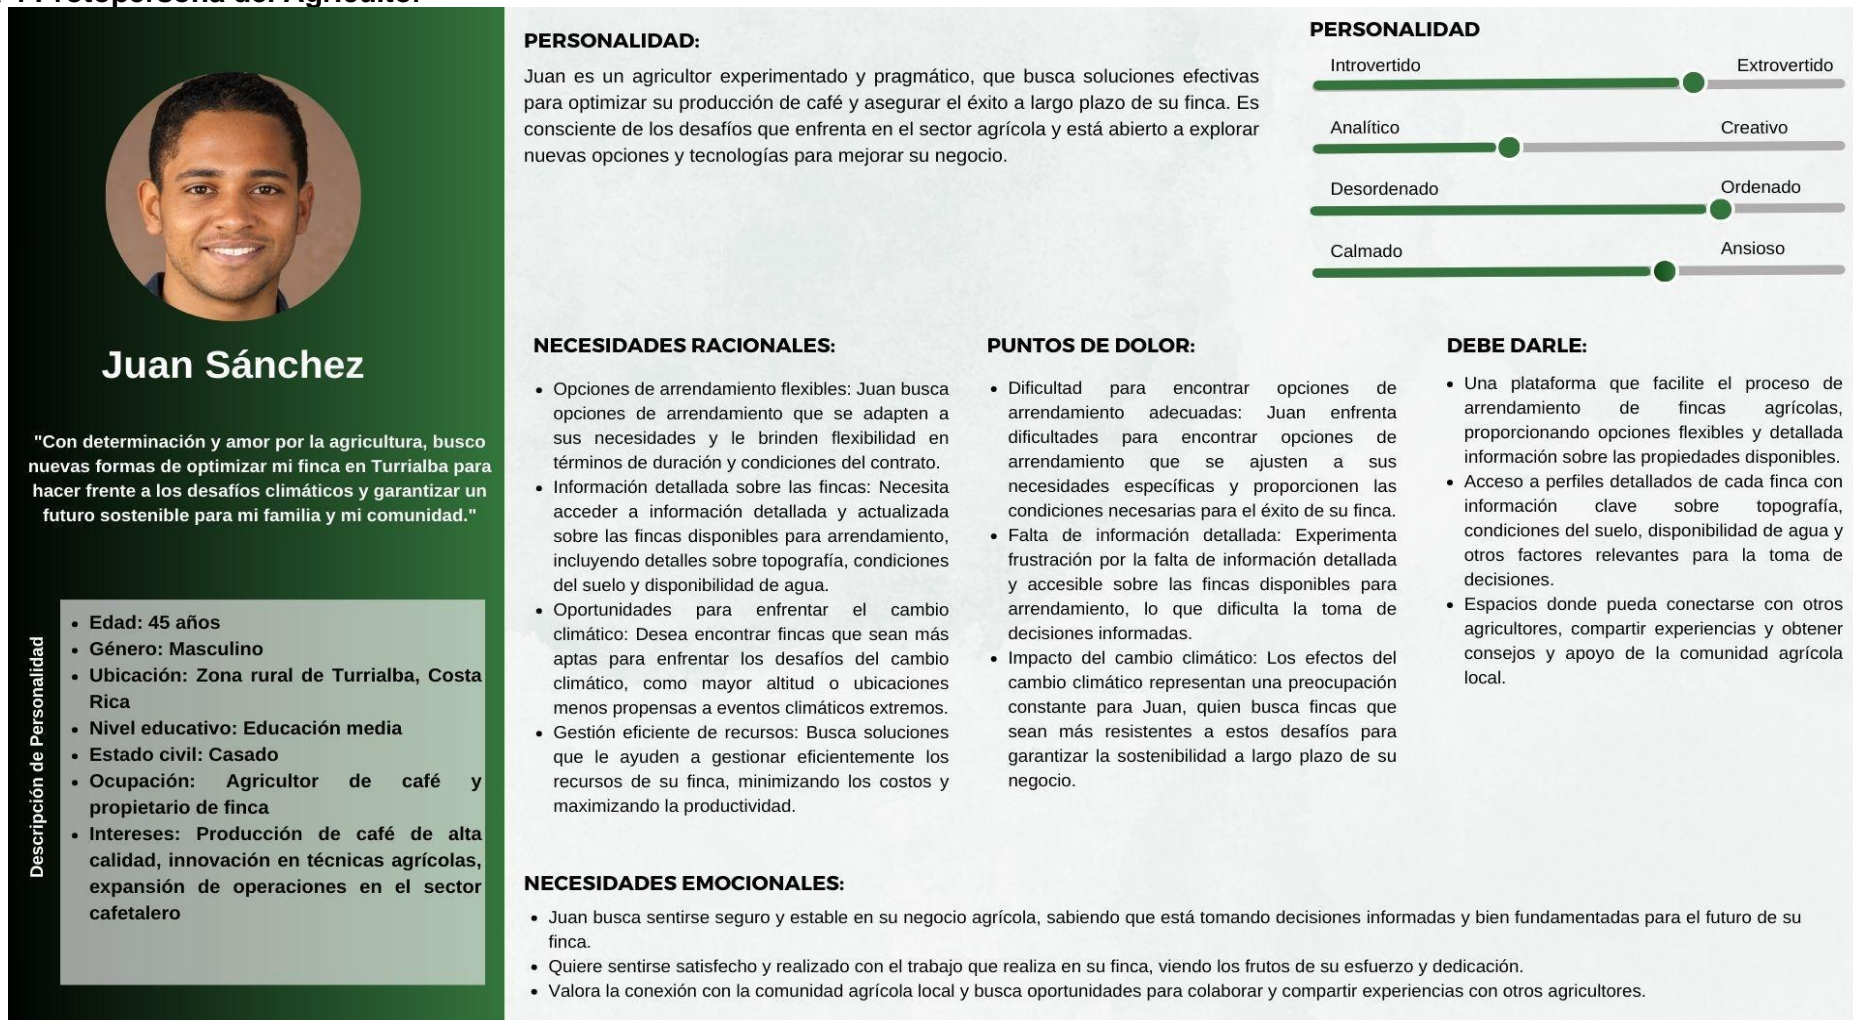 Protopersona del Agricultor
Juan Sánchez
"Con determinación y amor por la agricultura, busco
nuevas formas de optimizar mi finca en Turrialba para
hacer frente a los desafíos climáticos y garantizar un
futuro sostenible para mi familia y mi comunidad."
Descripción de Personalidad
• Edad: 45 años
• Género: Masculino
• Ubicación: Zona rural de Turrialba, Costa
Rica
• Nivel educativo: Educación media
• Estado civil: Casado
• Ocupación: Agricultor de café y
propietario de finca
• Intereses: Producción de café de alta
calidad, innovación en técnicas agrícolas,
expansión de operaciones en el sector
cafetalero
PERSONALIDAD:
Juan es un agricultor experimentado y pragmático, que busca soluciones efectivas
para optimizar su producción de café y asegurar el éxito a largo plazo de su finca. Es
consciente de los desafíos que enfrenta en el sector agrícola y está abierto a explorar
nuevas opciones y tecnologías para mejorar su negocio.
PERSONALIDAD
Introvertido Extrovertido
Analítico Creativo
Desordenado Ordenado
Calmado Ansioso
NECESIDADES RACIONALES:
• Opciones de arrendamiento flexibles: Juan busca
opciones de arrendamiento que se adapten a
sus necesidades y le brinden flexibilidad en
términos de duración y condiciones del contrato.
• Información detallada sobre las fincas: Necesita
acceder a información detallada y actualizada
sobre las fincas disponibles para arrendamiento,
incluyendo detalles sobre topografía, condiciones
del suelo y disponibilidad de agua.
• Oportunidades para enfrentar el cambio
climático: Desea encontrar fincas que sean más
aptas para enfrentar los desafíos del cambio
climático, como mayor altitud o ubicaciones
menos propensas a eventos climáticos extremos.
• Gestión eficiente de recursos: Busca soluciones
que le ayuden a gestionar eficientemente los
recursos de su finca, minimizando los costos y
maximizando la productividad.
PUNTOS DE DOLOR:
• Dificultad para encontrar opciones de
arrendamiento adecuadas: Juan enfrenta
dificultades para encontrar opciones de
arrendamiento que se ajusten a sus
necesidades específicas y proporcionen las
condiciones necesarias para el éxito de su finca.
• Falta de información detallada: Experimenta
frustración por la falta de información detallada
y accesible sobre las fincas disponibles para
arrendamiento, lo que dificulta la toma de
decisiones informadas.
• Impacto del cambio climático: Los efectos del
cambio climático representan una preocupación
constante para Juan, quien busca fincas que
sean más resistentes a estos desafíos para
garantizar la sostenibilidad a largo plazo de su
negocio.
DEBE DARLE:
• Una plataforma que facilite el proceso de
arrendamiento de fincas agrícolas,
proporcionando opciones flexibles y detallada
información sobre las propiedades disponibles.
• Acceso a perfiles detallados de cada finca con
información clave sobre topografía,
condiciones del suelo, disponibilidad de agua y
otros factores relevantes para la toma de
decisiones.
• Espacios donde pueda conectarse con otros
agricultores, compartir experiencias y obtener
consejos y apoyo de la comunidad agrícola
local.
NECESIDADES EMOCIONALES:
• Juan busca sentirse seguro y estable en su negocio agrícola, sabiendo que está tomando decisiones informadas y bien fundamentadas para el futuro de su
finca.
• Quiere sentirse satisfecho y realizado con el trabajo que realiza en su finca, viendo los frutos de su esfuerzo y dedicación.
• Valora la conexión con la comunidad agrícola local y busca oportunidades para colaborar y compartir experiencias con otros agricultores.